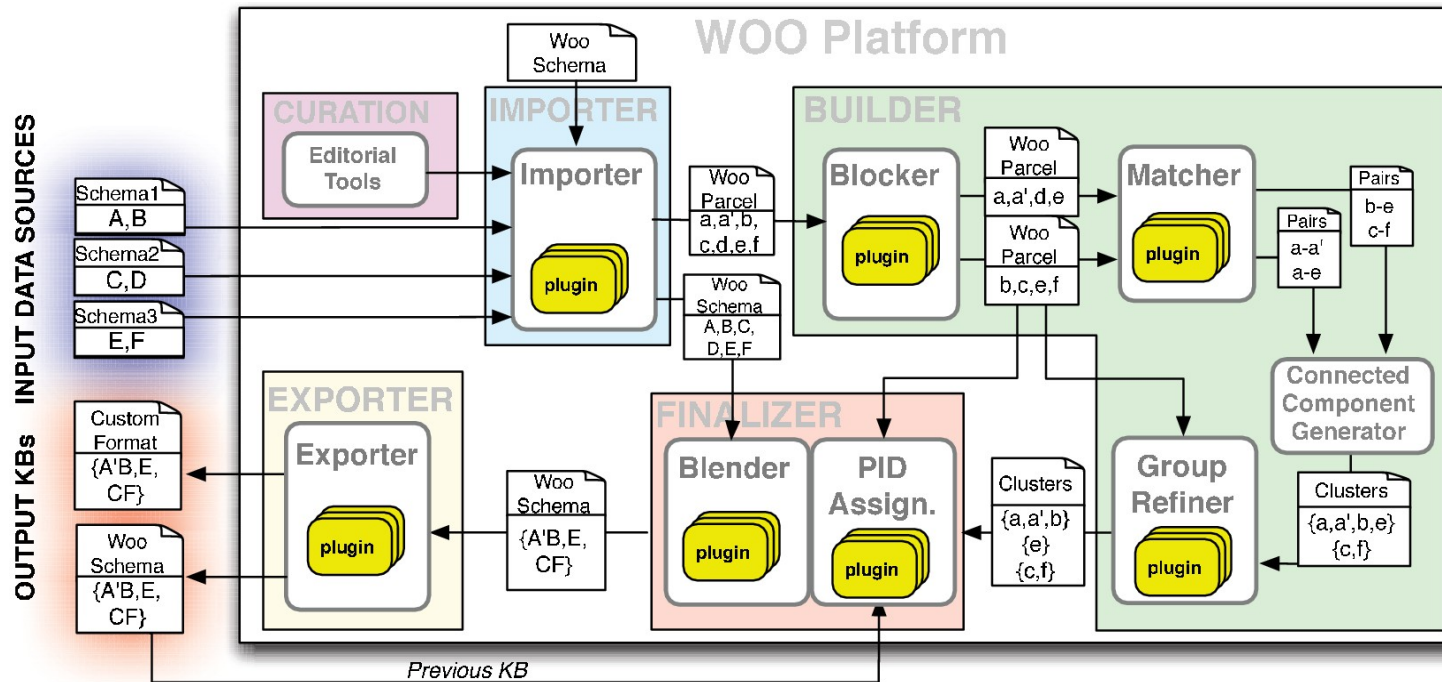 WOO Platform
INPUT DATA SOURCES
OUTPUT KBs
Schema1
A,B
Schema2
C,D
Schema3
E,F
CURATION
Editorial
Tools
Woo
Schema
IMPORTER
Importer
plugin
Woo
Parcel
a,a',b,
c,d,e,f
Woo
Schema
A,B,C,
D,E,F
BUILDER
Blocker
plugin
Woo
Parcel
a,a',d,e
Woo
Parcel
b,c,e,f
Matcher
plugin
Pairs
a-a'
a-e
Pairs
b-e
c-f
Connected
Component
Generator
Clusters
{a,a',b,e}
{c,f}
Group
Refiner
plugin
Clusters
{a,a',b}
{e}
{c,f}
FINALIZER
Blender
plugin
PID
Assign.
plugin
Woo
Schema
{A'B,E,
CF}
EXPORTER
Exporter
plugin
Custom
Format
{A'B,E,
CF}
Woo
Schema
{A'B,E,
CF}
Previous KB